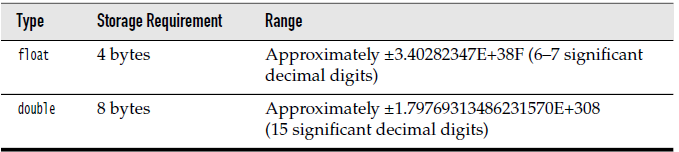 Type Storage Requirement Range
float 4 bytes Approximately ±3.40282347E+38F (6–7 significant
decimal digits)
double 8 bytes Approximately ±1.79769313486231570E+308
(15 significant decimal digits)